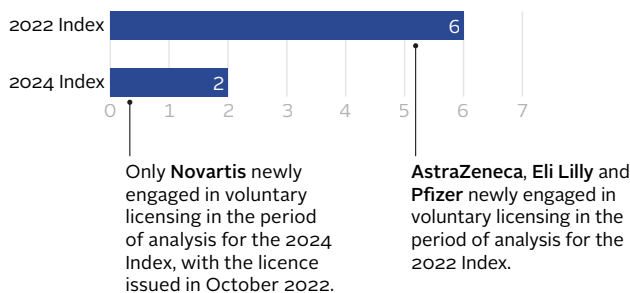 2022 Index
6
2024 Index
2
0 1 2 3 4 5 6 7
Only Novartis newly
engaged in voluntary
licensing in the period
of analysis for the 2024
Index, with the licence
issued in October 2022.
AstraZeneca, Eli Lilly and
Pfizer newly engaged in
voluntary licensing in the
period of analysis for the
2022 Index.